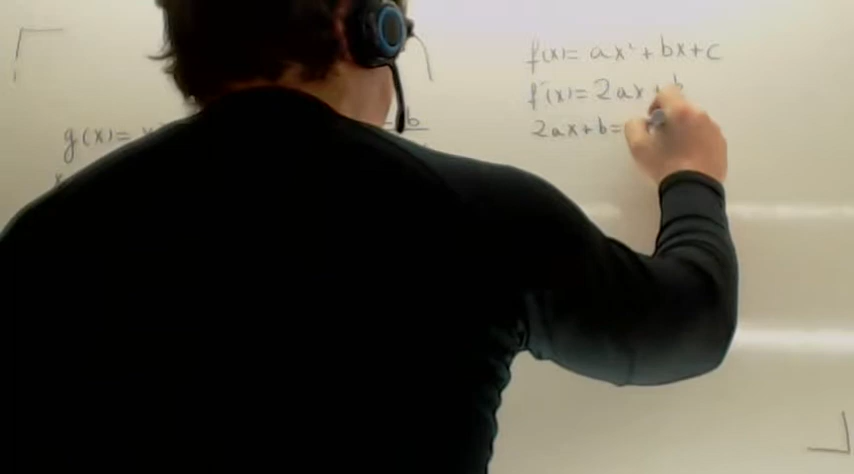 f(x) = ax² + bx + c
f'(x) = 2ax + b
2ax + b =
g(x) =
b